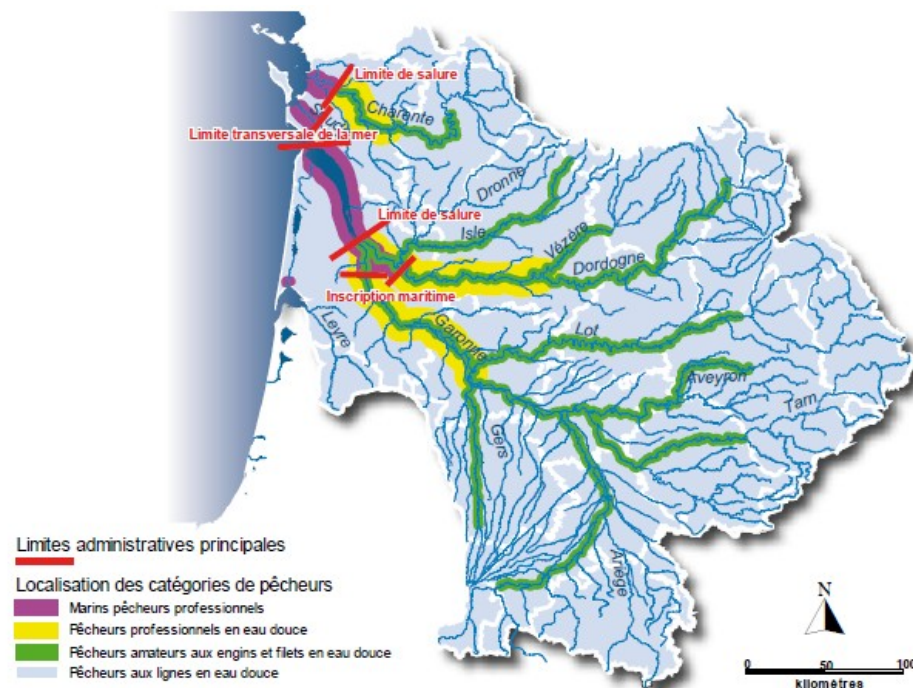 Limite de salure
Charente
Limite transversale de la mer
Dronne
Limite de salure
Isle
Vézère
Dordogne
Inscription maritime
Leyre
Garonne
Lot
Aveyron
Tarn
Gers
Ariège
Limites administratives principales
Localisation des catégories de pêcheurs
Marins pêcheurs professionnels
Pêcheurs professionnels en eau douce
Pêcheurs amateurs aux engins et filets en eau douce
Pêcheurs aux lignes en eau douce
N
0 50 100
kilomètres